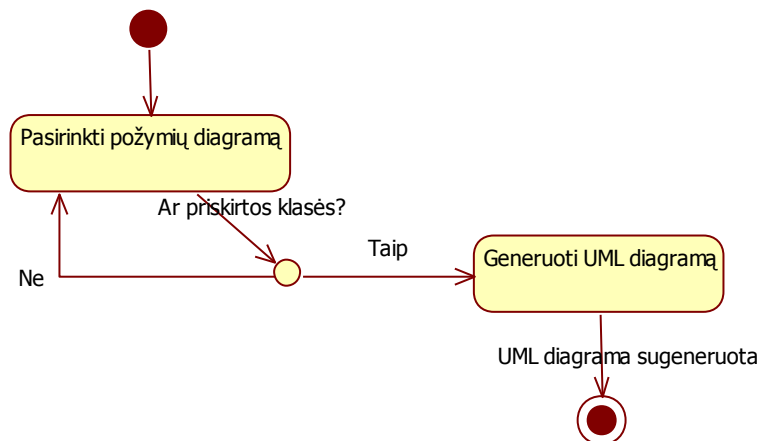 Pasirinkti požymių diagramą
Ar priskirtos klasės?
Taip
Generuoti UML diagramą
Ne
UML diagrama sugeneruota